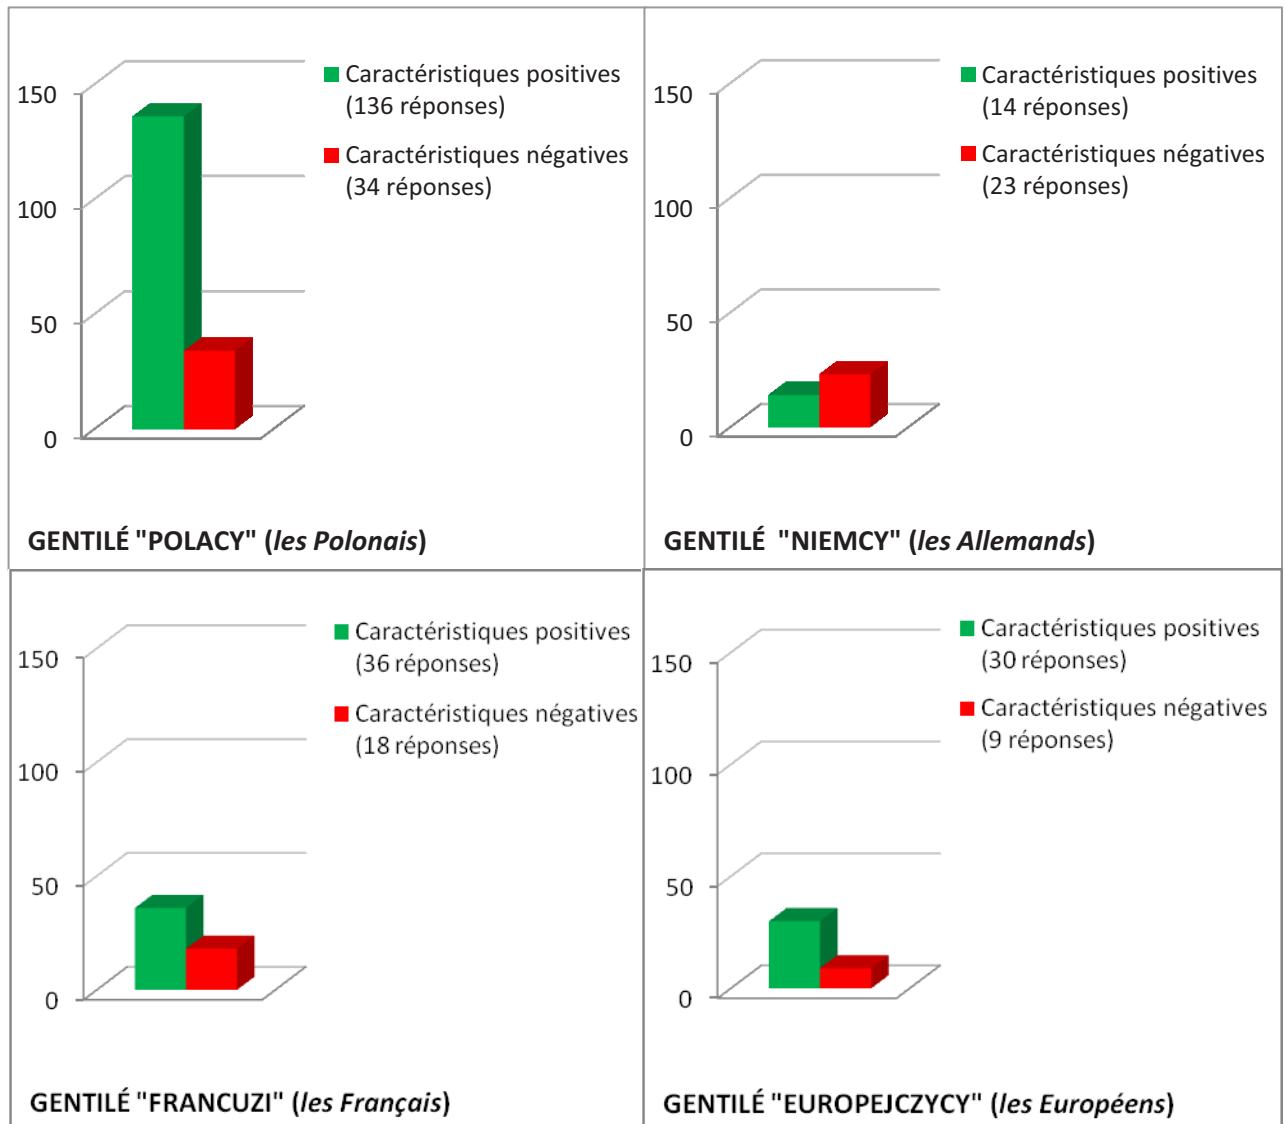 150
100
50
0
Caractéristiques positives
(136 réponses)
Caractéristiques négatives
(34 réponses)
GENTILÉ "POLACY" (les Polonais)
150
100
50
0
Caractéristiques positives
(14 réponses)
Caractéristiques négatives
(23 réponses)
GENTILÉ "NIEMCY" (les Allemands)
150
100
50
0
Caractéristiques positives
(36 réponses)
Caractéristiques négatives
(18 réponses)
GENTILÉ "FRANCUZI" (les Français)
150
100
50
0
Caractéristiques positives
(30 réponses)
Caractéristiques négatives
(9 réponses)
GENTILÉ "EUROPEJCZYCY" (les Européens)